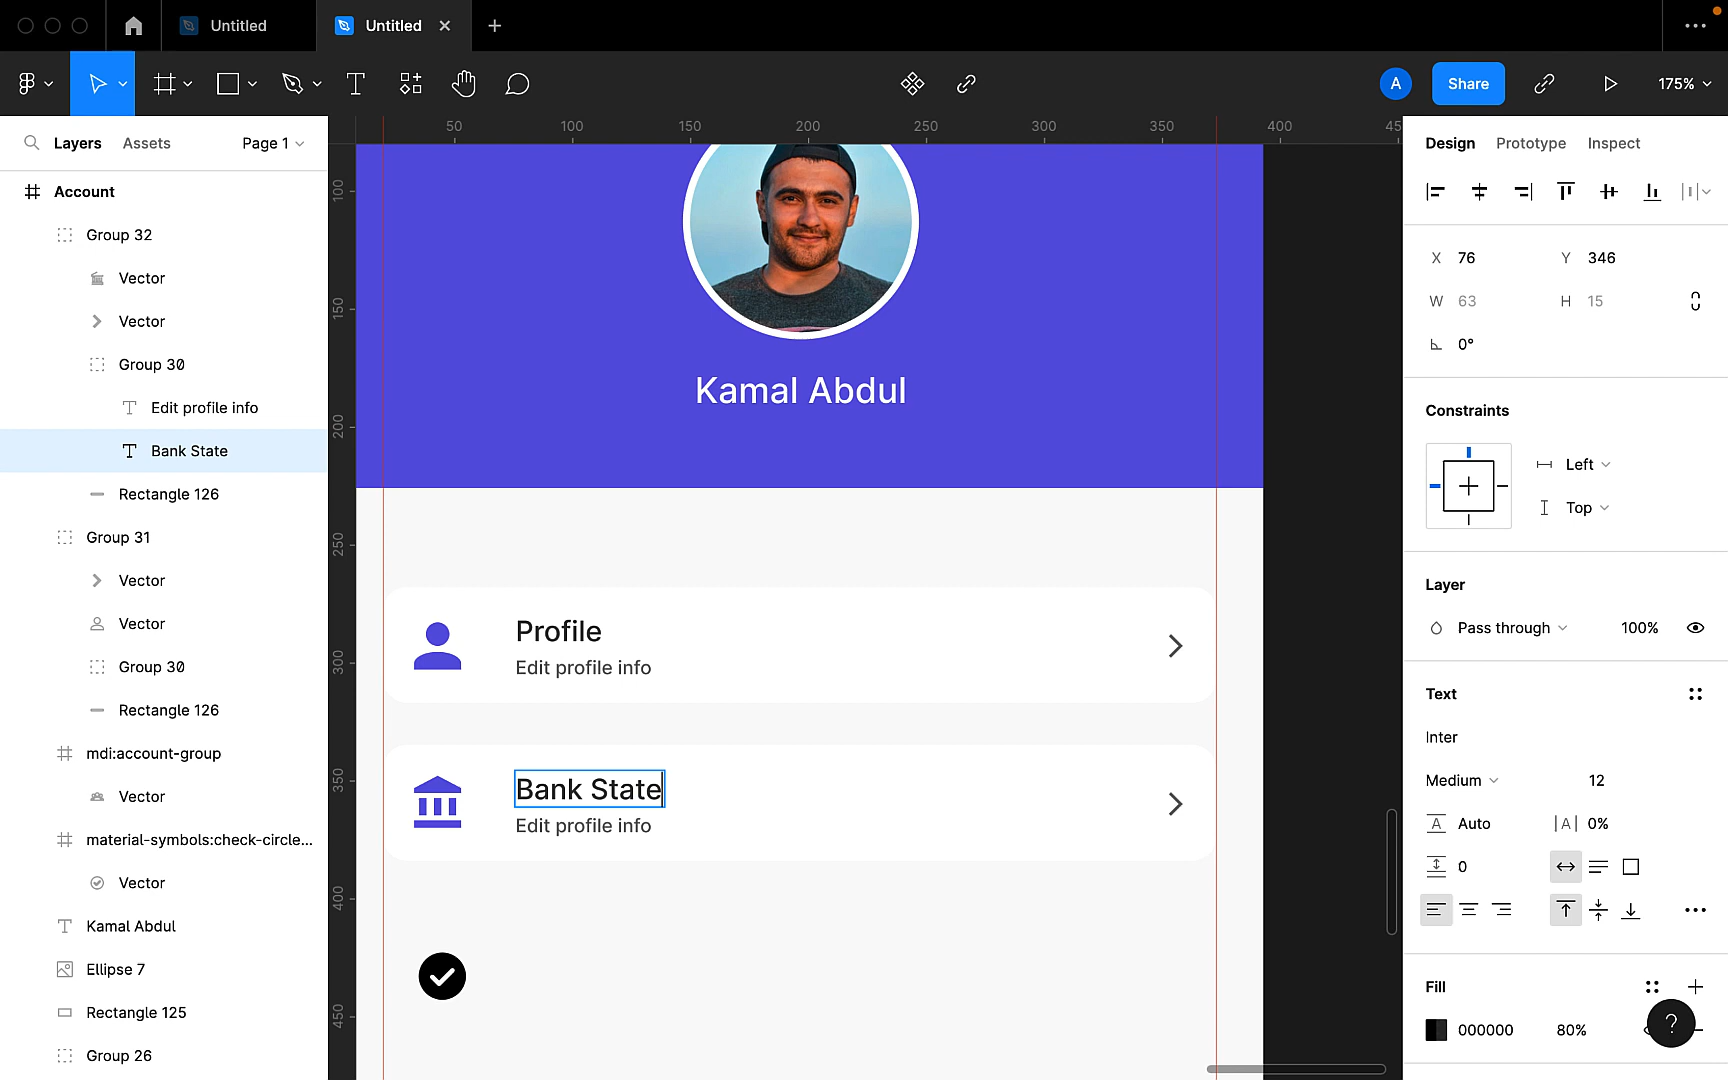 Untitled
Untitled
A
Share
175%
Layers
Assets
Page 1
Account
Group 32
Vector
Vector
Group 30
Edit profile info
Bank State
Rectangle 126
Group 31
Vector
Vector
Group 30
Rectangle 126
mdi:account-group
Vector
material-symbols:check-circle...
Vector
Kamal Abdul
Ellipse 7
Rectangle 125
Group 26
50 100 150 200 250 300 350 400 45
100
150
200
250
300
350
400
450
Kamal Abdul
Profile
Edit profile info
Bank State
Edit profile info
Design
Prototype
Inspect
X 76 Y 346
W 63 H 15
0°
Constraints
Left
Top
Layer
Pass through 100%
Text
Inter
Medium 12
A Auto |A| 0%
0
Fill
000000 80%
?